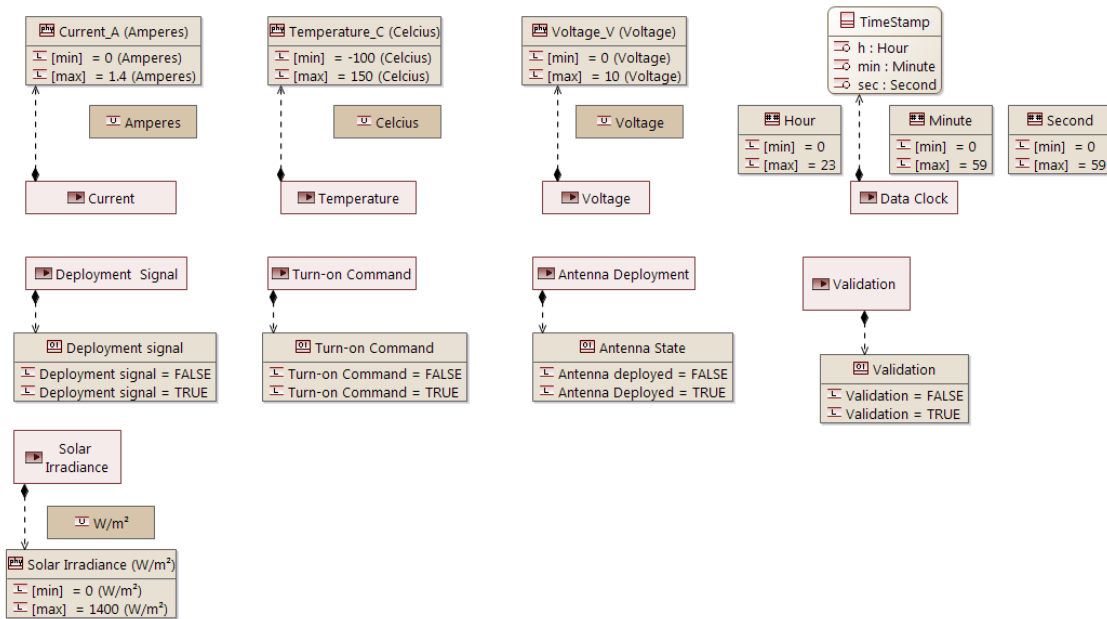 Current_A (Amperes)
[min] = 0 (Amperes)
[max] = 1.4 (Amperes)
Amperes
Current
Temperature_C (Celcius)
[min] = -100 (Celcius)
[max] = 150 (Celcius)
Celcius
Temperature
Voltage_V (Voltage)
[min] = 0 (Voltage)
[max] = 10 (Voltage)
Voltage
Voltage
TimeStamp
h : Hour
min : Minute
sec : Second
Hour
[min] = 0
[max] = 23
Minute
[min] = 0
[max] = 59
Second
[min] = 0
[max] = 59
Data Clock
Deployment Signal
Deployment signal
Deployment signal = FALSE
Deployment signal = TRUE
Turn-on Command
Turn-on Command
Turn-on Command = FALSE
Turn-on Command = TRUE
Antenna Deployment
Antenna State
Antenna deployed = FALSE
Antenna Deployed = TRUE
Validation
Validation
Validation = FALSE
Validation = TRUE
Solar
Irradiance
W/m²
Solar Irradiance (W/m²)
[min] = 0 (W/m²)
[max] = 1400 (W/m²)